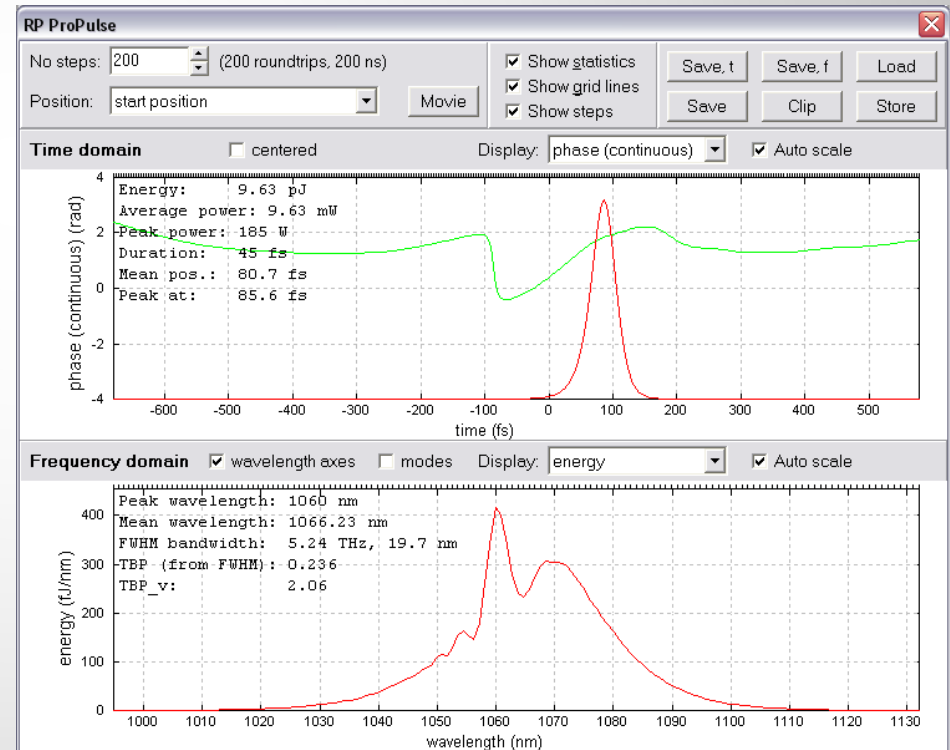 RP ProPulse
No steps: 200 (200 roundtrips, 200 ns)
Position: start position Movie
Show statistics
Show grid lines
Show steps
Save, t Save, f Load
Save Clip Store
Time domain centered Display: phase (continuous) Auto scale
Energy: 9.63 pJ
Average power: 9.63 mW
Peak power: 185 W
Duration: 45 fs
Mean pos.: 80.7 fs
Peak at: 85.6 fs
phase (continuous) (rad)
4
2
0
-2
-4
-600 -500 -400 -300 -200 -100 0 100 200 300 400 500
time (fs)
Frequency domain wavelength axes modes Display: energy Auto scale
Peak wavelength: 1060 nm
Mean wavelength: 1066.23 nm
FWHM bandwidth: 5.24 THz, 19.7 nm
TBP (from FWHM): 0.236
TBP_v: 2.06
energy (fJ/nm)
400
300
200
100
0
1000 1010 1020 1030 1040 1050 1060 1070 1080 1090 1100 1110 1120 1130
wavelength (nm)